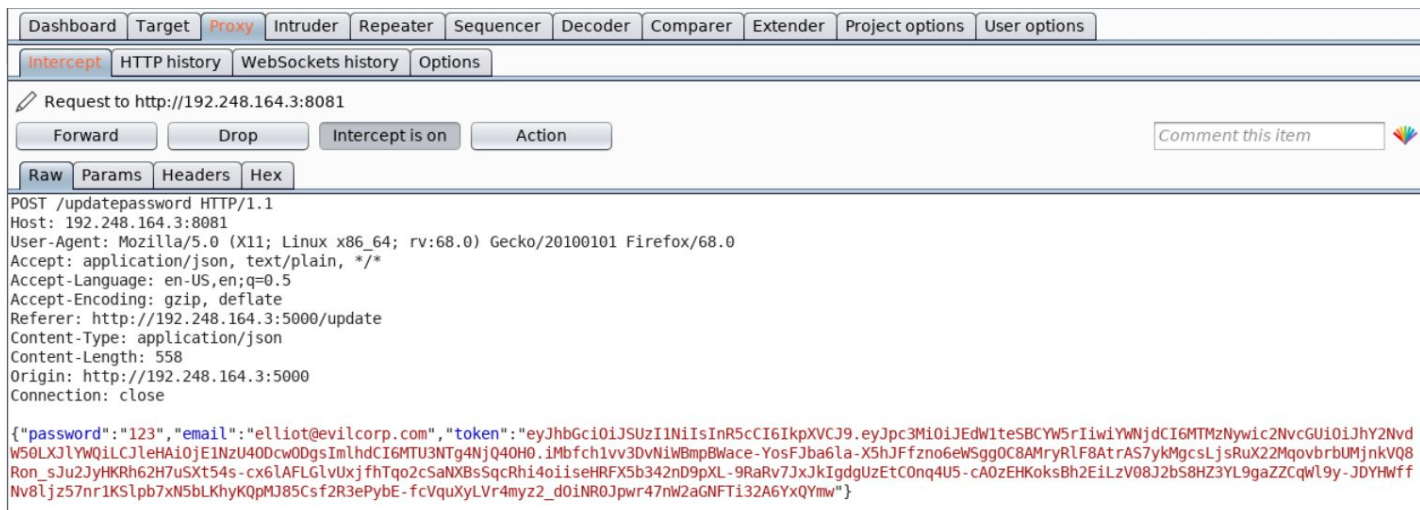 Dashboard Target Proxy Intruder Repeater Sequencer Decoder Comparer Extender Project options User options
Intercept HTTP history WebSockets history Options
Request to http://192.248.164.3:8081
Forward Drop Intercept is on Action Comment this item
Raw Params Headers Hex
POST /updatepassword HTTP/1.1
Host: 192.248.164.3:8081
User-Agent: Mozilla/5.0 (X11; Linux x86_64; rv:68.0) Gecko/20100101 Firefox/68.0
Accept: application/json, text/plain, */*
Accept-Language: en-US,en;q=0.5
Accept-Encoding: gzip, deflate
Referer: http://192.248.164.3:5000/update
Content-Type: application/json
Content-Length: 558
Origin: http://192.248.164.3:5000
Connection: close
{"password":"123","email":"elliot@evilcorp.com","token":"eyJhbGciOiJSUzI1NiIsInR5cCI6IkpXVCJ9.eyJpc3MiOiJEdW1teSBCYW5rIiwiYWNjdCI6MTMzNywic2NvcGUiOiJhY2Nvd
W50LXJlYWQiLCJleHAiOjE1NzU4ODcwODgsImlhdCI6MTU3NTg4NjQ4OH0.iMbfch1vv3DvNiWBmpBWace-YosFJba6la-X5hJFfzno6eWSggOC8AMryRlF8AtrAS7ykMgcsLjsRuX22MqovbrbUMjnkVQ8
Ron_sJu2JyHKRh62H7uSXt54s-cx6lAFLGlvUxjfhTqo2cSaNXBsSqcRhi4oiiseHRFX5b342nD9pXL-9RaRv7JxJkIgdgUzEtCOnq4U5-cAOzEHKoksBh2EiLzV08J2bS8HZ3YL9gaZZCqWl9y-JDYHWff
Nv8ljz57nr1KSlpb7xN5bLKhyKQpMJ85Csf2R3ePybE-fcVquXyLVr4myz2_dOiNR0Jpwr47nW2aGNFTi32A6YxQYmw"}